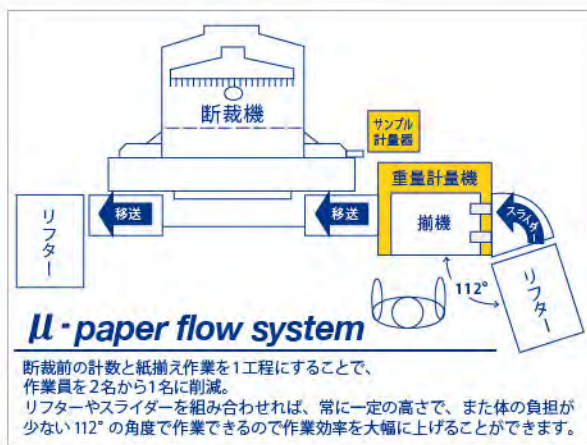 断裁機
サンプル
計量器
重量計量機
揃機
スライダー
移送
移送
リフター
リフター
112°
μ - paper flow system
断裁前の計数と紙揃え作業を1工程にすることで、
作業員を2名から1名に削減。
リフターやスライダーを組み合わせれば、常に一定の高さで、また体の負担が
少ない 112° の角度で作業できるので作業効率を大幅に上げることができます。